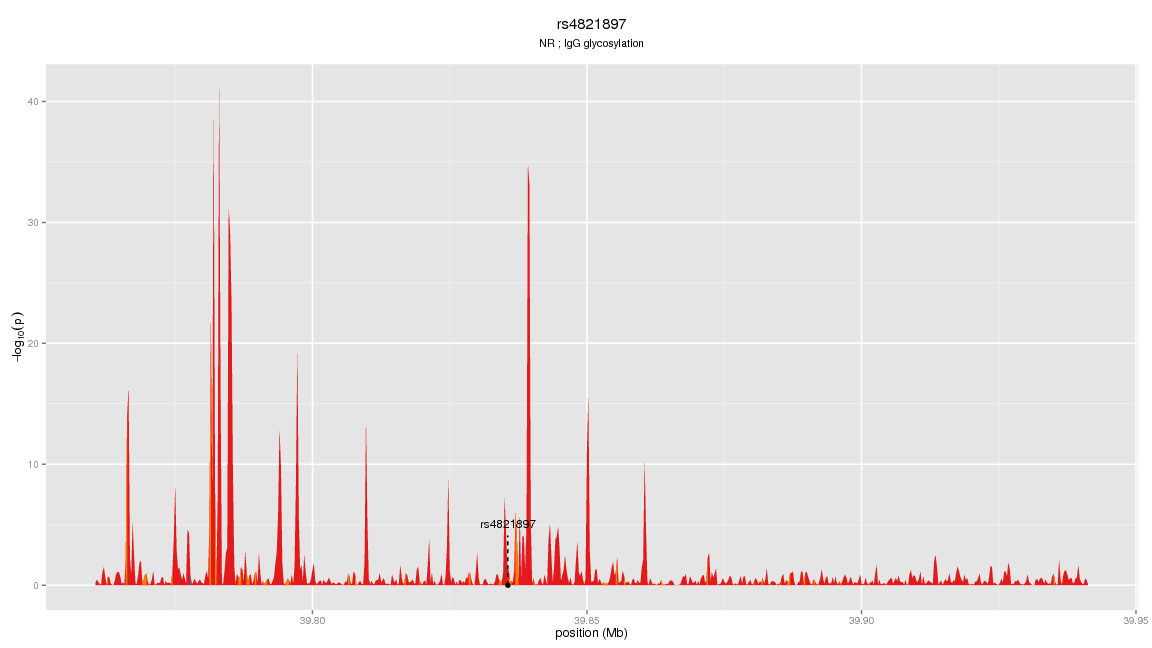 rs4821897
NR ; IgG glycosylation
−log10(p)
40
30
20
10
0
rs4821897
39.80
39.85
39.90
39.95
position (Mb)